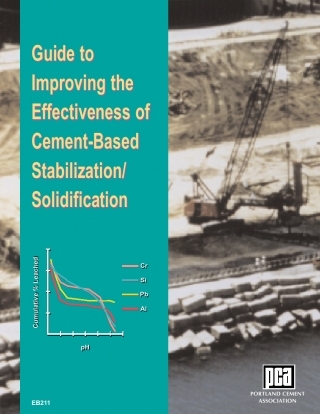 Guide to
Improving the
Effectiveness of
Cement-Based
Stabilization/
Solidification
Cumulative % Leached
Cr
Si
Pb
Al
pH
EB211
pca
PORTLAND CEMENT
ASSOCIATION